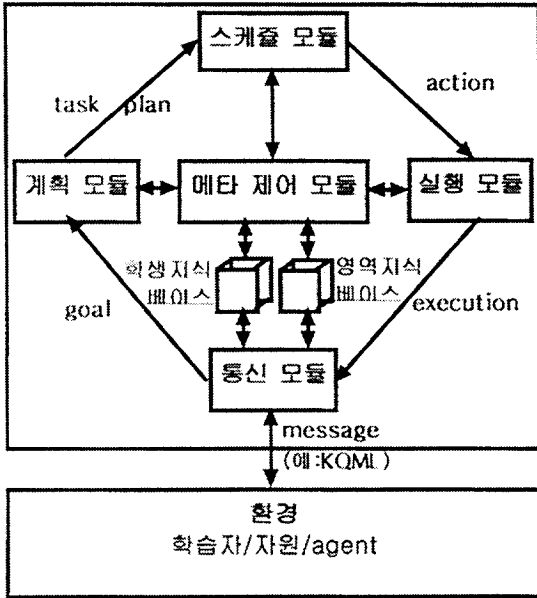 스케쥴 모듈
action
task plan
계획 모듈
메타 제어 모듈
실행 모듈
학생지식
베이스
영역지식
베이스
goal
execution
통신 모듈
message
(예:KQML)
환경
학습자/자원/agent